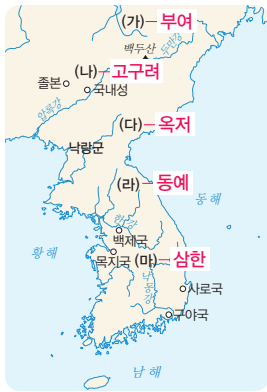 (가) 부여
백두산
두만강
(나) 고구려
졸본
국내성
압록강
(다) 옥저
낙랑군
(라) 동예
동해
한강
백제국
황해
목지국
(마) 삼한
낙동강
사로국
구야국
남해